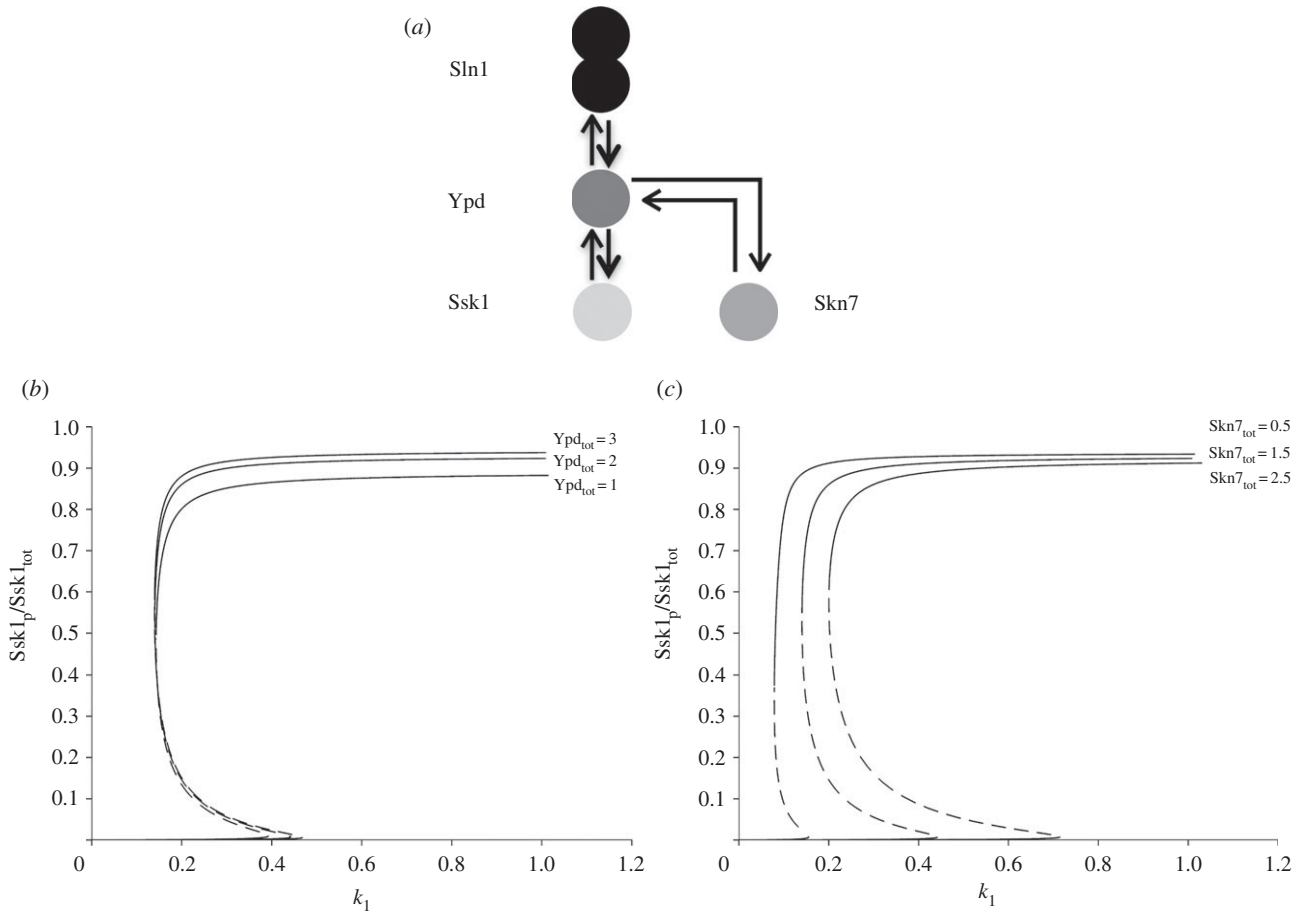 (a)
Sln1
Ypd
Ssk1
Skn7
(b)
1.0
0.9
0.8
0.7
0.6
0.5
0.4
0.3
0.2
0.1
0
0.2
0.4
0.6
0.8
1.0
1.2
Ssk1p/Ssk1tot
k1
Ypdtot = 3
Ypdtot = 2
Ypdtot = 1
(c)
1.0
0.9
0.8
0.7
0.6
0.5
0.4
0.3
0.2
0.1
0
0.2
0.4
0.6
0.8
1.0
1.2
Ssk1p/Ssk1tot
k1
Skn7tot = 0.5
Skn7tot = 1.5
Skn7tot = 2.5